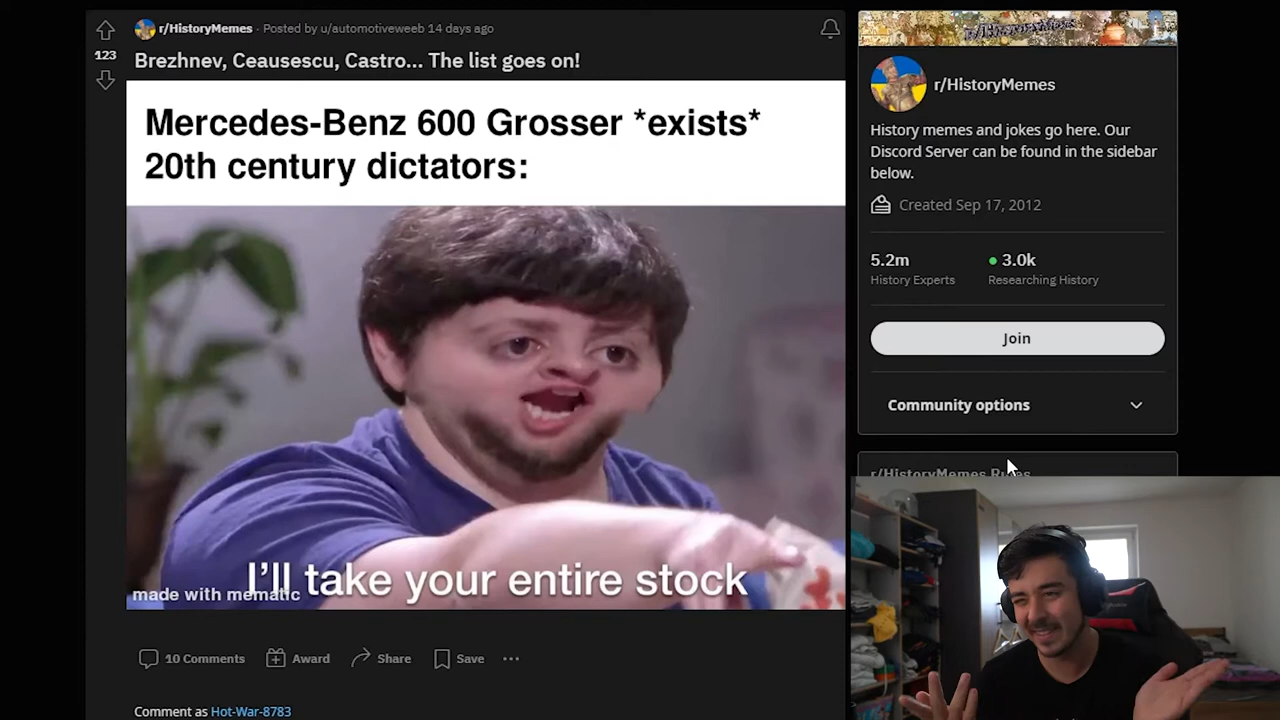 r/HistoryMemes · Posted by u/automotiveweeb 14 days ago
123
Brezhnev, Ceausescu, Castro... The list goes on!
Mercedes-Benz 600 Grosser *exists*
20th century dictators:
I'll take your entire stock
made with mematic
10 Comments Award Share Save ...
Comment as Hot-War-8783
r/HistoryMemes
r/HistoryMemes
History memes and jokes go here. Our
Discord Server can be found in the sidebar
below.
Created Sep 17, 2012
5.2m 3.0k
History Experts Researching History
Join
Community options
r/HistoryMemes Rules